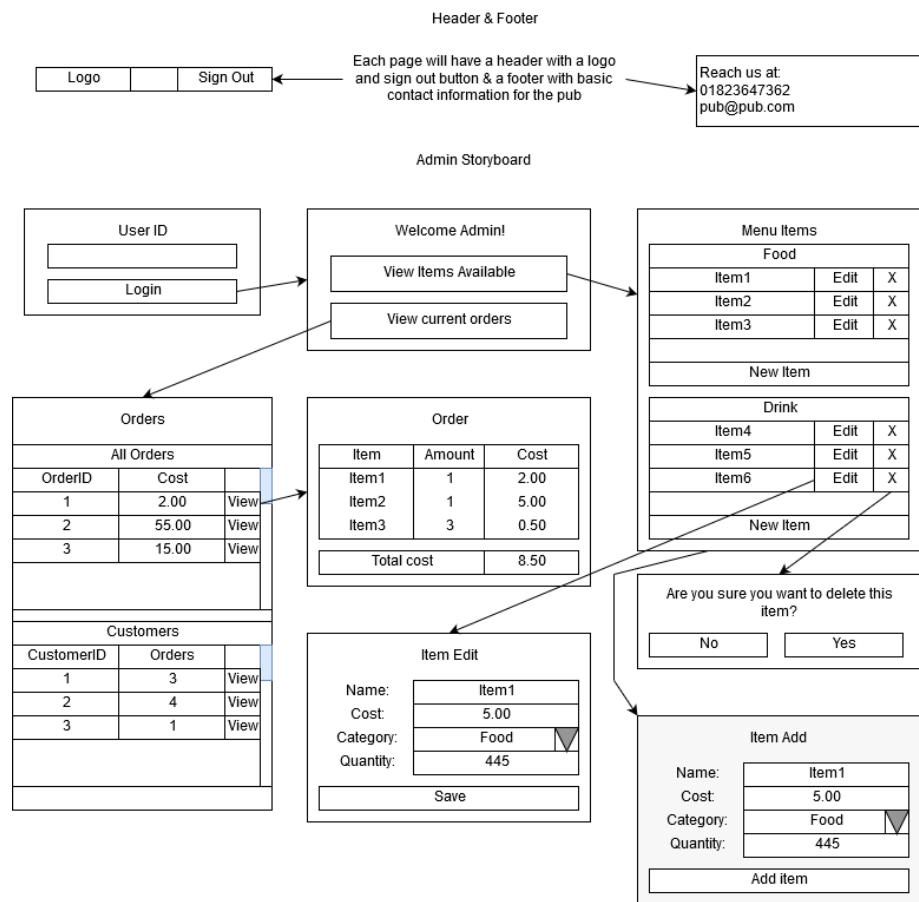 Header & Footer
Logo Sign Out
Each page will have a header with a logo
and sign out button & a footer with basic
contact information for the pub
Reach us at:
01823647362
pub@pub.com
Admin Storyboard
User ID
Login
Welcome Admin!
View Items Available
View current orders
Menu Items
Food
Item1 Edit X
Item2 Edit X
Item3 Edit X
New Item
Drink
Item4 Edit X
Item5 Edit X
Item6 Edit X
New Item
Orders
All Orders
OrderID Cost
1 2.00 View
2 55.00 View
3 15.00 View
Customers
CustomerID Orders
1 3 View
2 4 View
3 1 View
Order
Item Amount Cost
Item1 1 2.00
Item2 1 5.00
Item3 3 0.50
Total cost 8.50
Are you sure you want to delete this
item?
No Yes
Item Edit
Name: Item1
Cost: 5.00
Category: Food
Quantity: 445
Save
Item Add
Name: Item1
Cost: 5.00
Category: Food
Quantity: 445
Add item